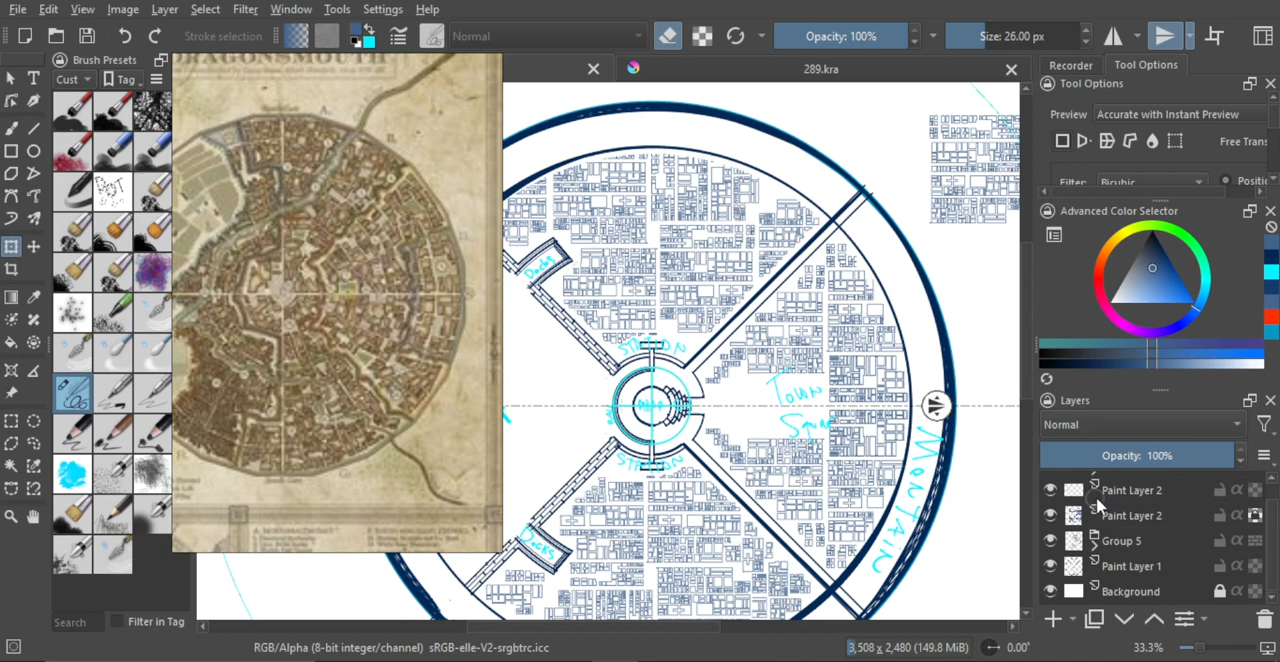 File Edit View Image Layer Select Filter Window Tools Settings Help
Stroke selection Normal Opacity: 100% Size: 26.00 px
Brush Presets
Cust Tag
DRAGONSMOUTH
289.kra
Recorder Tool Options
Tool Options
Preview Accurate with Instant Preview
Free Trans
Filter: Bicubic Positio
Advanced Color Selector
Layers
Normal
Opacity: 100%
Paint Layer 2
Paint Layer 2
Group 5
Paint Layer 1
Background
Docks
STATION
Town
STATION
Docks
Search Filter in Tag
RGB/Alpha (8-bit integer/channel) sRGB-elle-V2-srgbtrc.icc 3,508 x 2,480 (149.8 MiB) 0.00° 33.3%